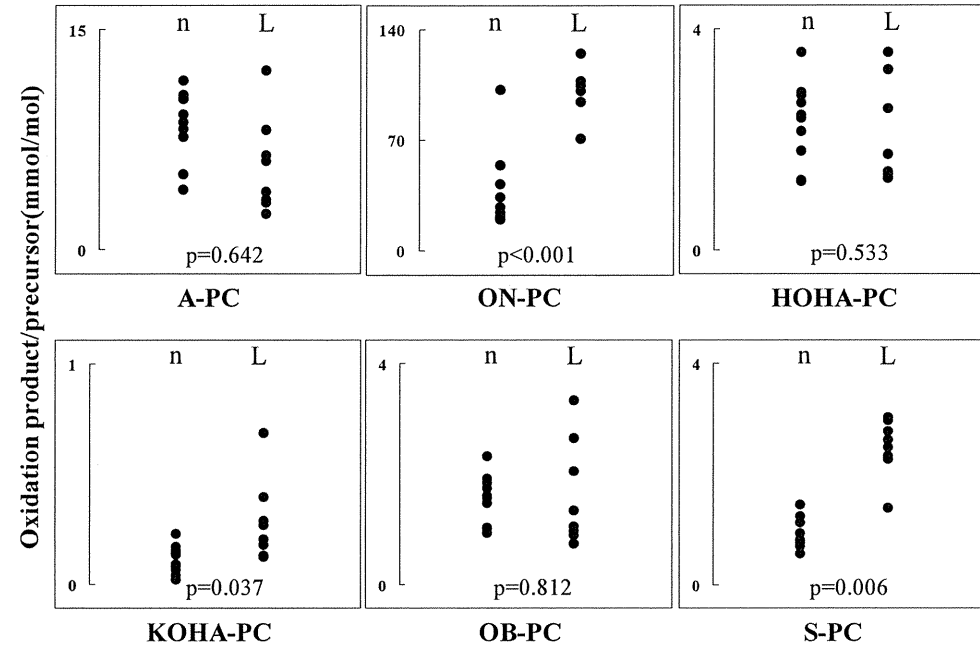 Oxidation product/precursor(mmol/mol)
n L
15
0
p=0.642
A-PC
n L
140
70
0
p<0.001
ON-PC
n L
4
0
p=0.533
HOHA-PC
n L
1
0
p=0.037
KOHA-PC
n L
4
0
p=0.812
OB-PC
n L
4
0
p=0.006
S-PC